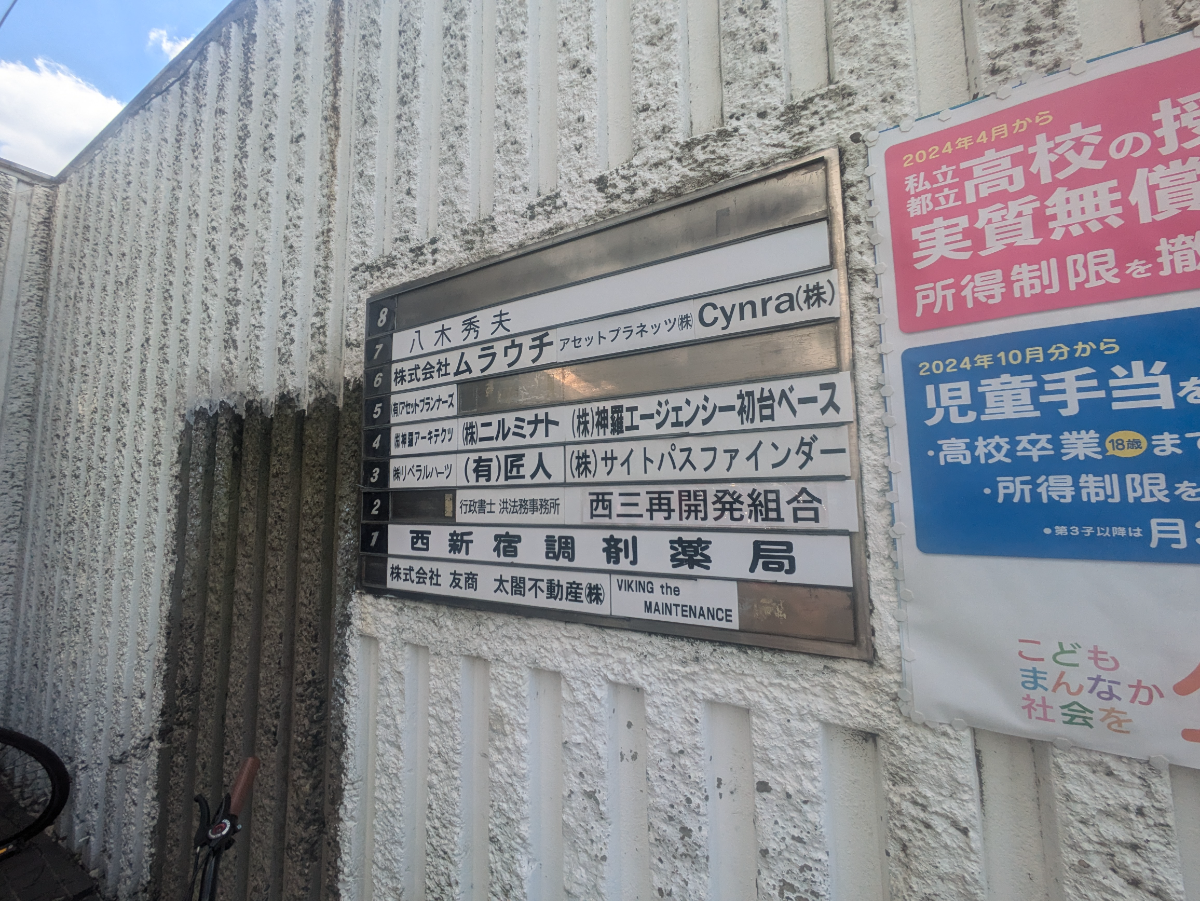 8
7 八木秀夫
6 株式会社ムラウチ アセットプラネッツ㈱ Cynra(株)
5 ㈲アセットプランナーズ
4 ㈱神羅アーキテクツ (株)ニルミナト (株)神羅エージェンシー初台ベース
3 ㈱リベラルハーツ (有)匠人 (株)サイトパスファインダー
2 行政書士 洪法務事務所 西三再開発組合
1 西新宿調剤薬局
株式会社 友商 太閤不動産㈱ VIKING the MAINTENANCE
2024年4月から
私立
都立
高校の授
実質無償
所得制限を撤
2024年10月分から
児童手当を
・高校卒業18歳まで
・所得制限を
●第3子以降は 月
こども
まんなか
社会を